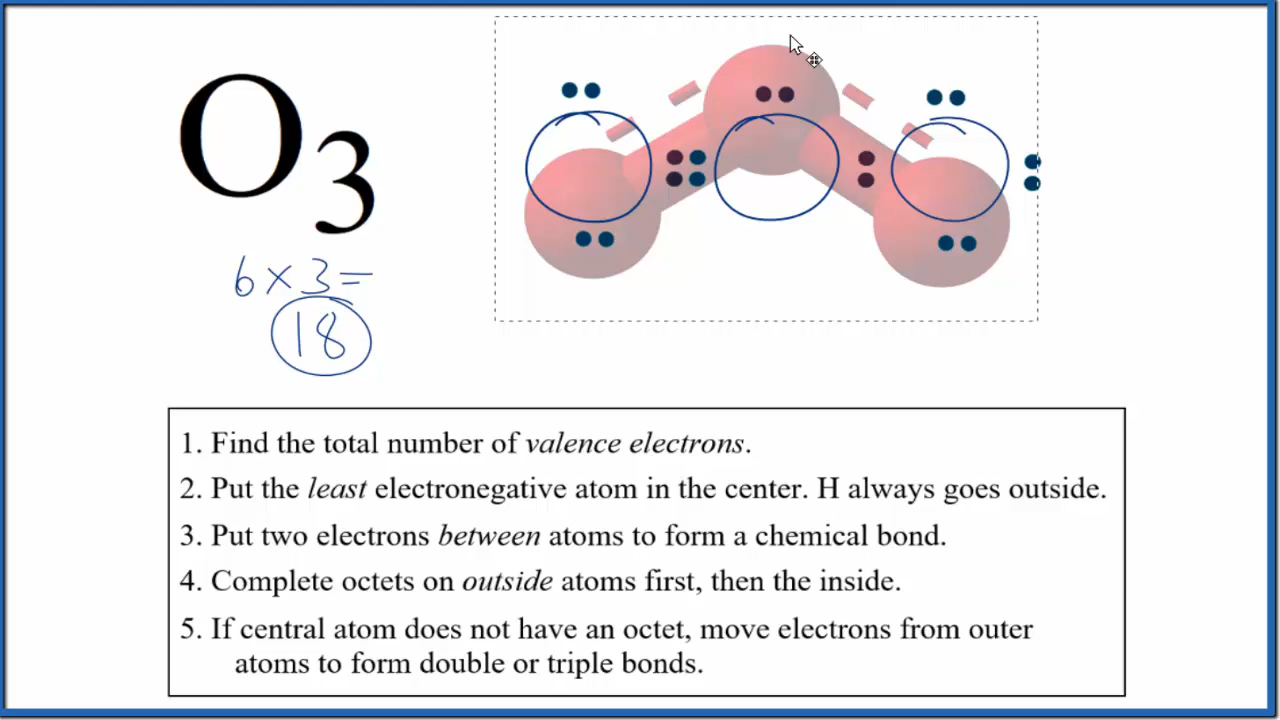 O3
6 × 3 =
18
1. Find the total number of valence electrons.
2. Put the least electronegative atom in the center. H always goes outside.
3. Put two electrons between atoms to form a chemical bond.
4. Complete octets on outside atoms first, then the inside.
5. If central atom does not have an octet, move electrons from outer
atoms to form double or triple bonds.